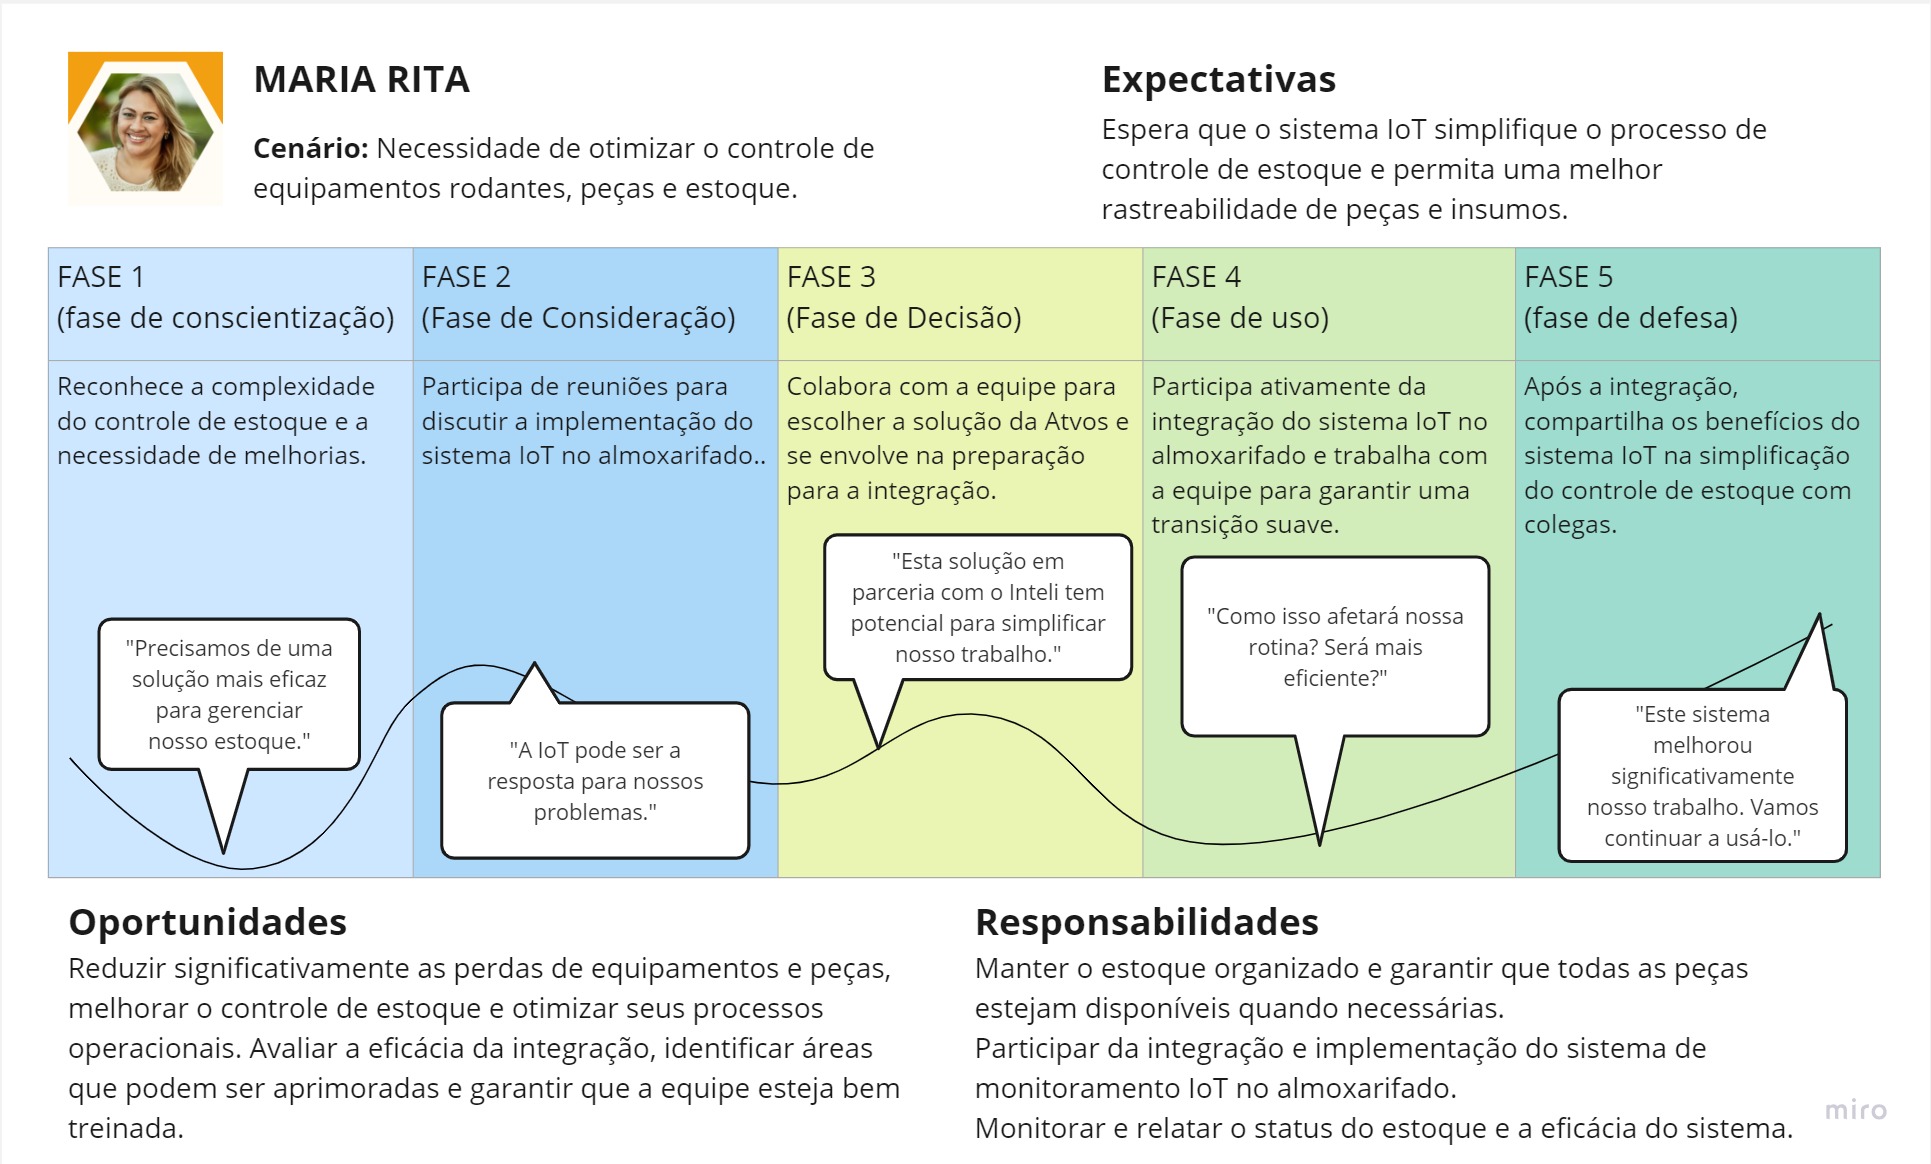 MARIA RITA
Cenário: Necessidade de otimizar o controle de
equipamentos rodantes, peças e estoque.
Expectativas
Espera que o sistema IoT simplifique o processo de
controle de estoque e permita uma melhor
rastreabilidade de peças e insumos.
FASE 1
(fase de conscientização)
Reconhece a complexidade
do controle de estoque e a
necessidade de melhorias.
"Precisamos de uma
solução mais eficaz
para gerenciar
nosso estoque."
FASE 2
(Fase de Consideração)
Participa de reuniões para
discutir a implementação do
sistema IoT no almoxarifado..
"A IoT pode ser a
resposta para nossos
problemas."
FASE 3
(Fase de Decisão)
Colabora com a equipe para
escolher a solução da Atvos e
se envolve na preparação
para a integração.
"Esta solução em
parceria com o Inteli tem
potencial para simplificar
nosso trabalho."
FASE 4
(Fase de uso)
Participa ativamente da
integração do sistema IoT no
almoxarifado e trabalha com
a equipe para garantir uma
transição suave.
"Como isso afetará nossa
rotina? Será mais
eficiente?"
FASE 5
(fase de defesa)
Após a integração,
compartilha os benefícios do
sistema IoT na simplificação
do controle de estoque com
colegas.
"Este sistema
melhorou
significativamente
nosso trabalho. Vamos
continuar a usá-lo."
Oportunidades
Reduzir significativamente as perdas de equipamentos e peças,
melhorar o controle de estoque e otimizar seus processos
operacionais. Avaliar a eficácia da integração, identificar áreas
que podem ser aprimoradas e garantir que a equipe esteja bem
treinada.
Responsabilidades
Manter o estoque organizado e garantir que todas as peças
estejam disponíveis quando necessárias.
Participar da integração e implementação do sistema de
monitoramento IoT no almoxarifado.
Monitorar e relatar o status do estoque e a eficácia do sistema.
miro